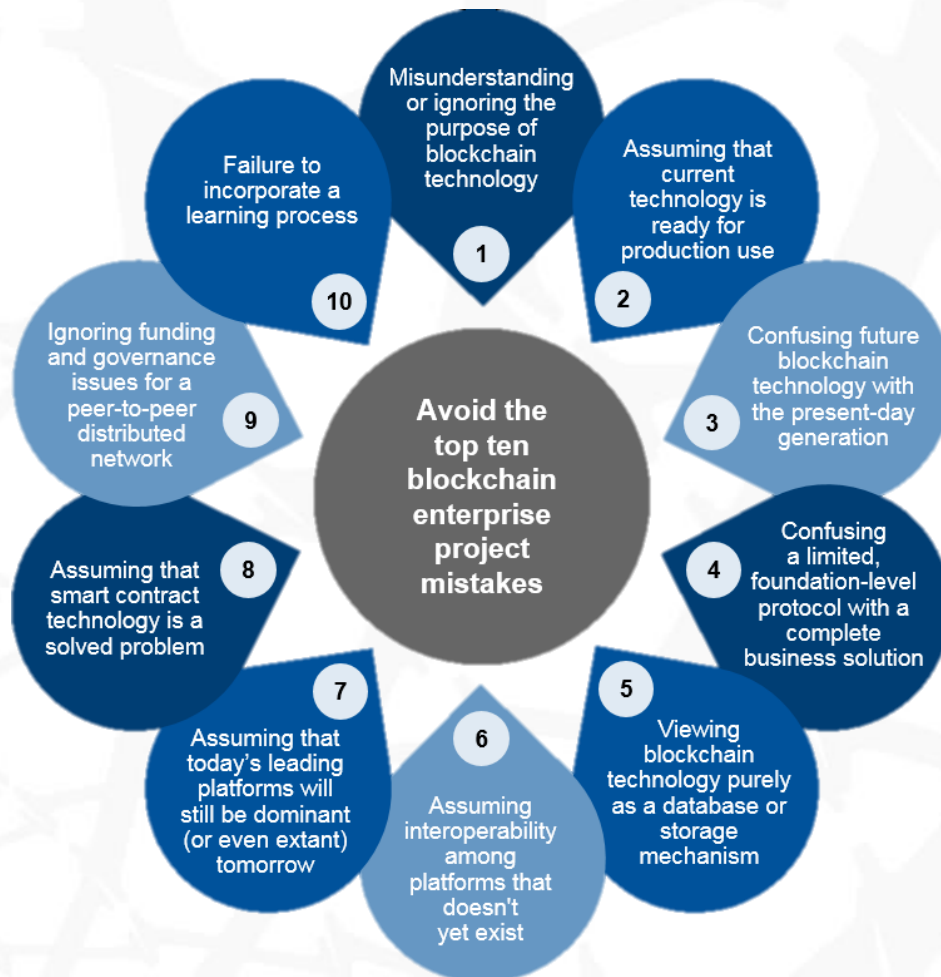 Misunderstanding
or ignoring the
purpose of
blockchain
technology
1
Assuming that
current
technology is
ready for
production use
2
Confusing future
blockchain
technology with
the present-day
generation
3
Confusing
a limited,
foundation-level
protocol with a
complete
business solution
4
Viewing
blockchain
technology purely
as a database or
storage
mechanism
5
Assuming
interoperability
among
platforms that
doesn't
yet exist
6
Assuming that
today’s leading
platforms will
still be dominant
(or even extant)
tomorrow
7
Assuming that
smart contract
technology is a
solved problem
8
Ignoring funding
and governance
issues for a
peer-to-peer
distributed
network
9
Failure to
incorporate a
learning process
10
Avoid the
top ten
blockchain
enterprise
project
mistakes